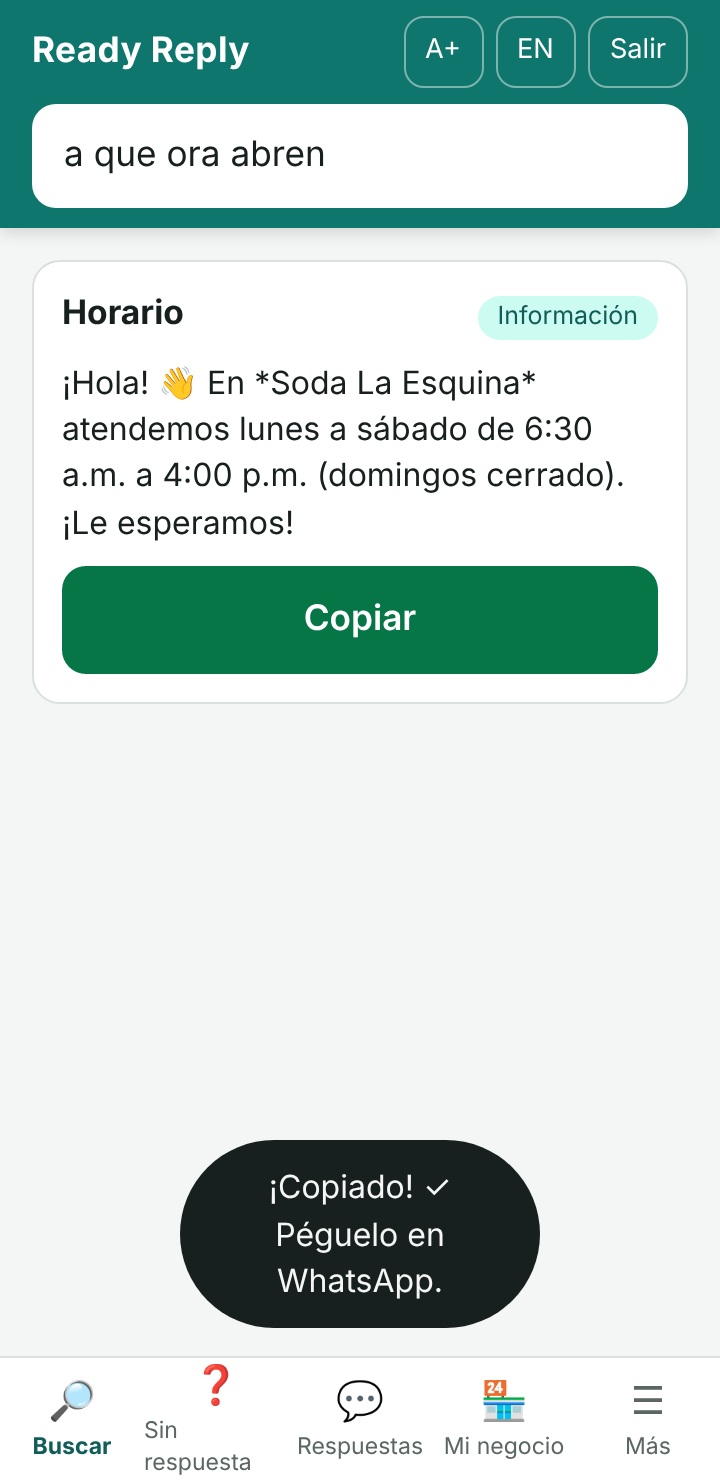 Ready Reply
A+
EN
Salir
a que ora abren
Horario
Información
¡Hola! 👋 En *Soda La Esquina*
atendemos lunes a sábado de 6:30
a.m. a 4:00 p.m. (domingos cerrado).
¡Le esperamos!
Copiar
¡Copiado! ✓
Péguelo en
WhatsApp.
Buscar
Sin
respuesta
Respuestas
24
Mi negocio
Más